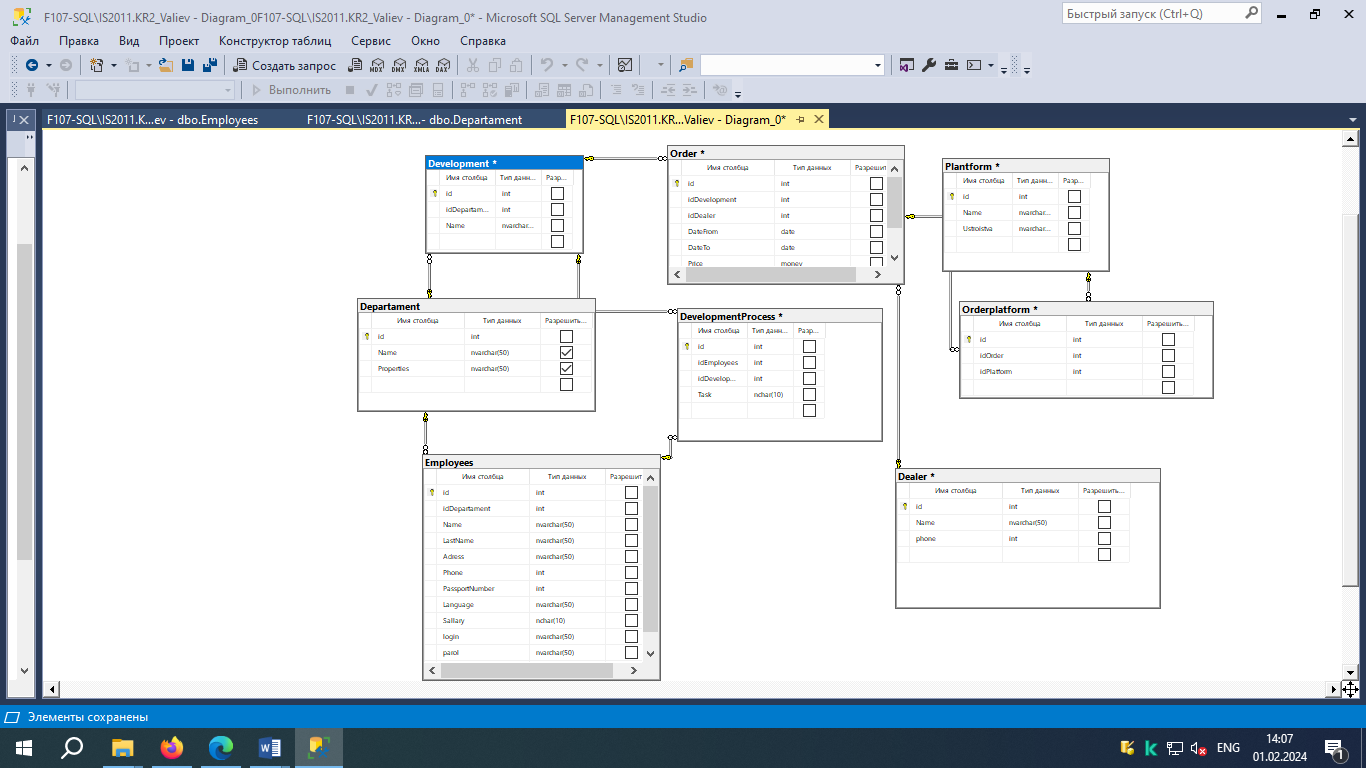 F107-SQL\IS2011.KR2_Valiev - Diagram_0F107-SQL\IS2011.KR2_Valiev - Diagram_0* - Microsoft SQL Server Management Studio
Быстрый запуск (Ctrl+Q)
Файл Правка Вид Проект Конструктор таблиц Сервис Окно Справка
Создать запрос MDX DMX XMLA DAX
Выполнить
F107-SQL\IS2011.K...ev - dbo.Employees
F107-SQL\IS2011.KR...- dbo.Departament
F107-SQL\IS2011.KR...Valiev - Diagram_0*
Development *
Имя столбца Тип данн... Разр...
id int
idDepartam... int
Name nvarchar...
Order *
Имя столбца Тип данных Разрешит
id int
idDevelopment int
idDealer int
DateFrom date
DateTo date
Price money
Plantform *
Имя столбца Тип данн... Разр...
id int
Name nvarchar...
Ustroistva nvarchar...
Departament
Имя столбца Тип данных Разрешить...
id int
Name nvarchar(50)
Properties nvarchar(50)
DevelopmentProcess *
Имя столбца Тип данн... Разр...
id int
idEmployees int
idDevelop... int
Task nchar(10)
Orderplatform *
Имя столбца Тип данных Разрешить...
id int
idOrder int
idPlatform int
Employees
Имя столбца Тип данных Разрешит
id int
idDepartament int
Name nvarchar(50)
LastName nvarchar(50)
Adress nvarchar(50)
Phone int
PassportNumber int
Language nvarchar(50)
Sallary nchar(10)
login nvarchar(50)
parol nvarchar(50)
Dealer *
Имя столбца Тип данных Разрешить...
id int
Name nvarchar(50)
phone int
Элементы сохранены
ENG
14:07
01.02.2024
1